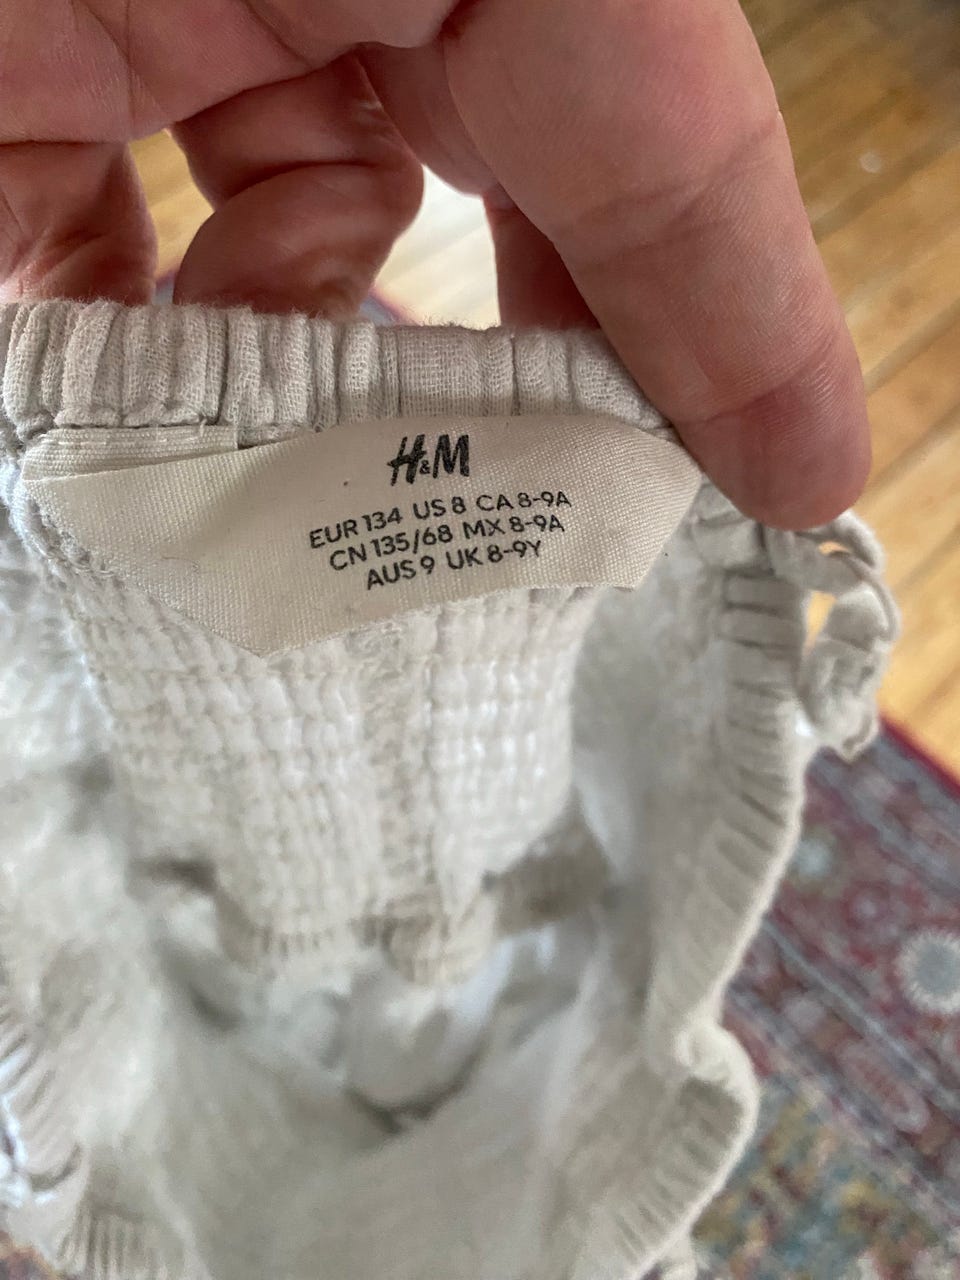 H&M
EUR 134 US 8 CA 8-9A
CN 135/68 MX 8-9A
AUS 9 UK 8-9Y